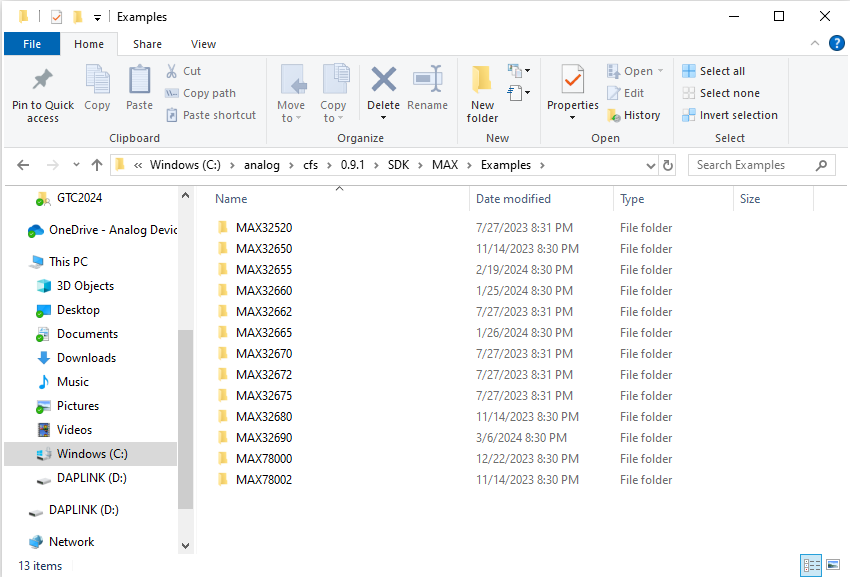 Examples
File Home Share View
Pin to Quick access
Copy
Paste
Cut
Copy path
Paste shortcut
Clipboard
Move to
Copy to
Delete
Rename
Organize
New folder
New
Properties
Open
Edit
History
Open
Select all
Select none
Invert selection
Select
« Windows (C:) > analog > cfs > 0.9.1 > SDK > MAX > Examples >
Search Examples
GTC2024
OneDrive - Analog Devic
This PC
3D Objects
Desktop
Documents
Downloads
Music
Pictures
Videos
Windows (C:)
DAPLINK (D:)
DAPLINK (D:)
Network
Name Date modified Type Size
MAX32520 7/27/2023 8:31 PM File folder
MAX32650 11/14/2023 8:30 PM File folder
MAX32655 2/19/2024 8:30 PM File folder
MAX32660 1/25/2024 8:30 PM File folder
MAX32662 7/27/2023 8:31 PM File folder
MAX32665 1/26/2024 8:30 PM File folder
MAX32670 7/27/2023 8:31 PM File folder
MAX32672 7/27/2023 8:31 PM File folder
MAX32675 7/27/2023 8:31 PM File folder
MAX32680 11/14/2023 8:30 PM File folder
MAX32690 3/6/2024 8:30 PM File folder
MAX78000 12/22/2023 8:30 PM File folder
MAX78002 11/14/2023 8:30 PM File folder
13 items